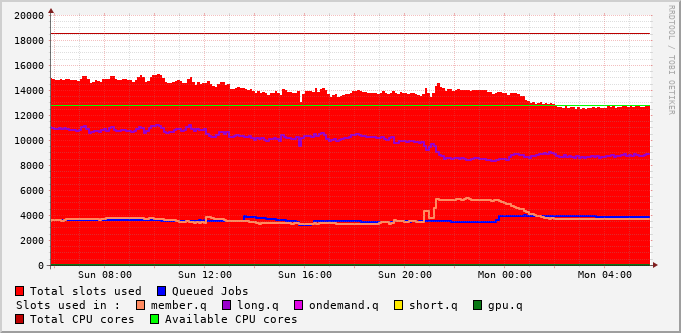 20000
18000
16000
14000
12000
10000
8000
6000
4000
2000
0
Sun 08:00 Sun 12:00 Sun 16:00 Sun 20:00 Mon 00:00 Mon 04:00
RRDTOOL / TOBI OETIKER
Total slots used Queued Jobs
Slots used in : member.q long.q ondemand.q short.q gpu.q
Total CPU cores Available CPU cores